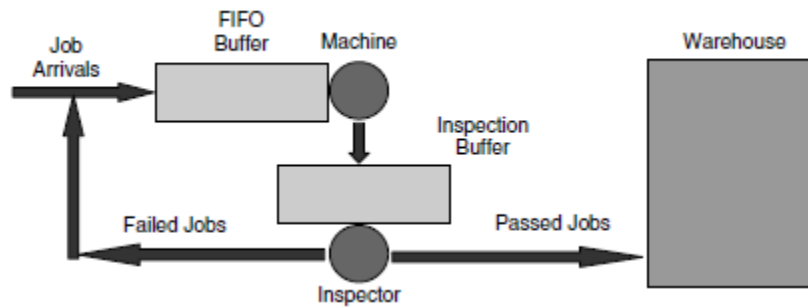 FIFO
Buffer
Machine
Warehouse
Job
Arrivals
Inspection
Buffer
Failed Jobs
Passed Jobs
Inspector